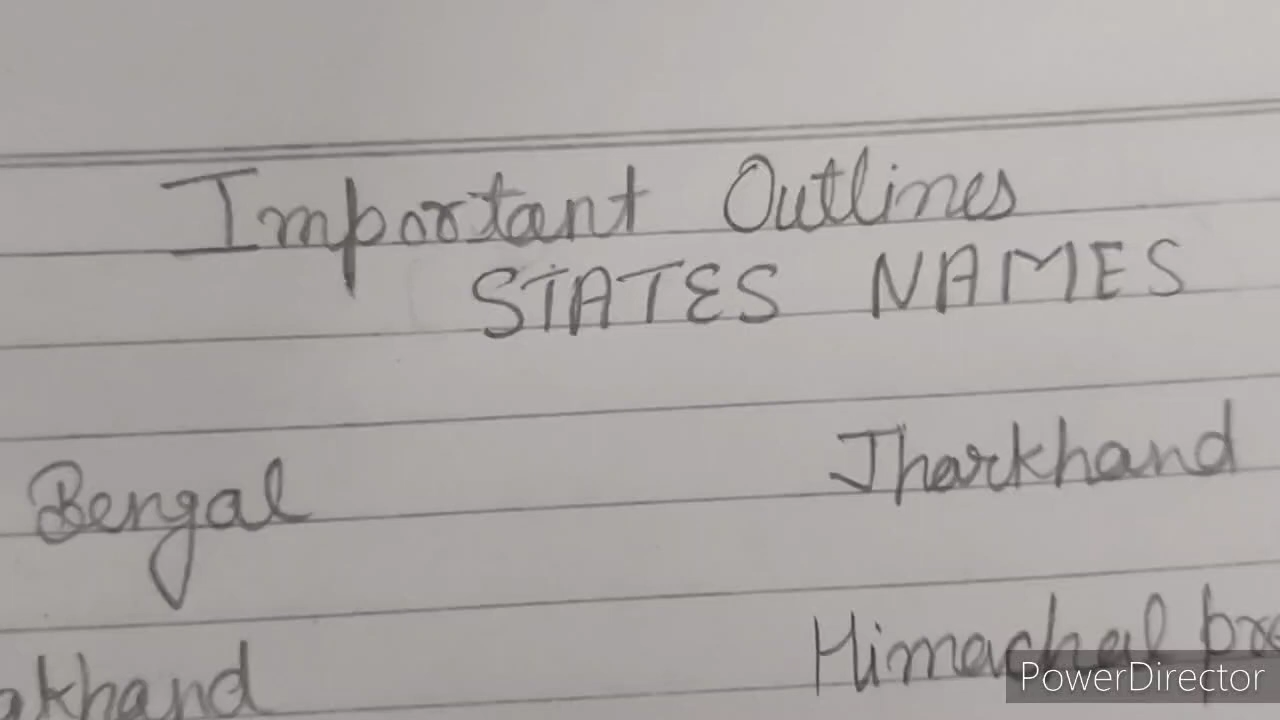 Important Outlines
STATES NAMES
Bengal Jharkhand
Himachal
PowerDirector